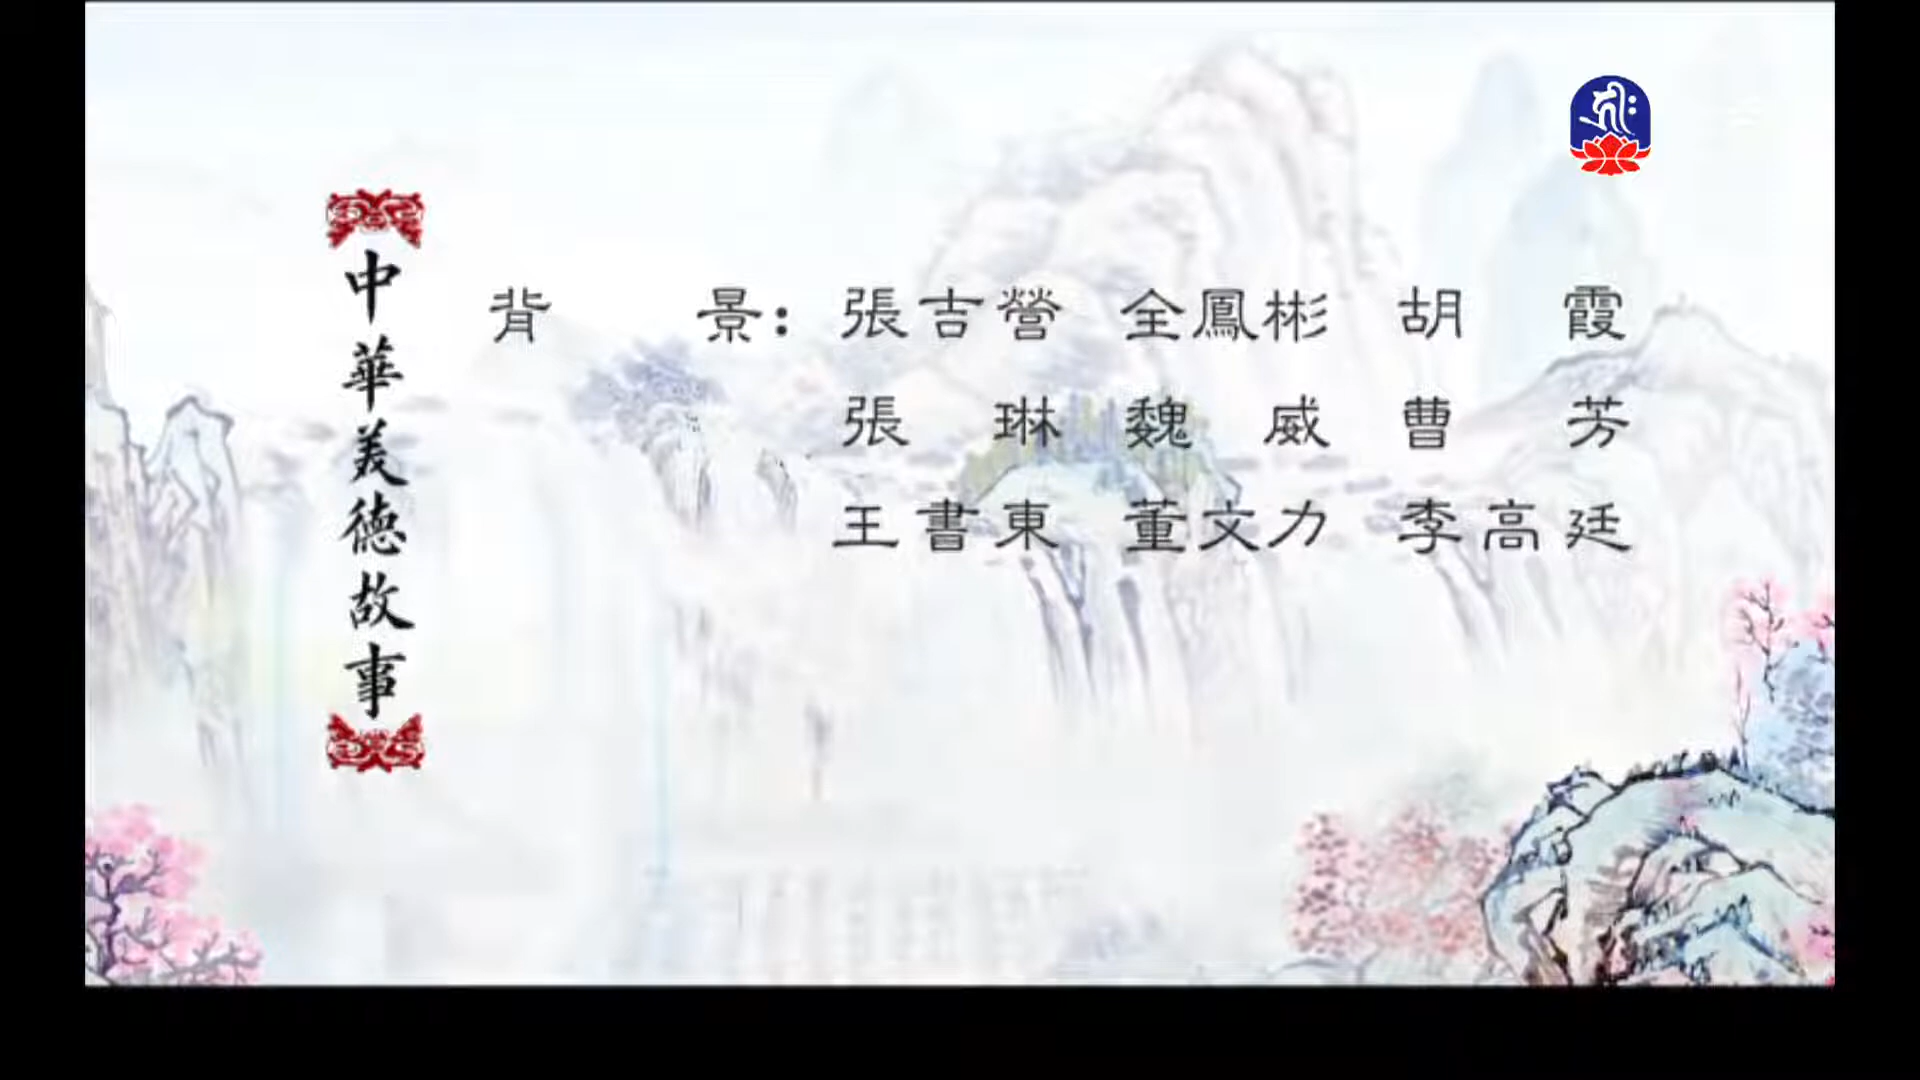 中華美德故事
背景：張吉營 全鳳彬 胡霞
張琳 魏威 曹芳
王書東 董文力 李高廷